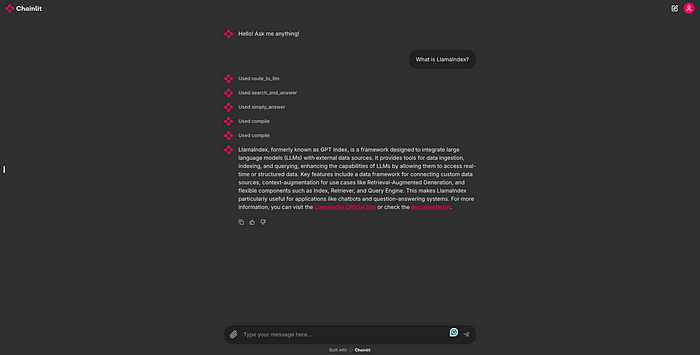 Chainlit
Hello! Ask me anything!
What is LlamaIndex?
Used route_to_llm
Used search_and_answer
Used simply_answer
Used compile
Used compile
LlamaIndex, formerly known as GPT Index, is a framework designed to integrate large
language models (LLMs) with external data sources. It provides tools for data ingestion,
indexing, and querying, enhancing the capabilities of LLMs by allowing them to access real-
time or structured data. Key features include a data framework for connecting custom data
sources, context-augmentation for use cases like Retrieval-Augmented Generation, and
flexible components such as Index, Retriever, and Query Engine. This makes LlamaIndex
particularly useful for applications like chatbots and question-answering systems. For more
information, you can visit the LlamaIndex Official Site or check the documentation.
Type your message here...
Built with Chainlit